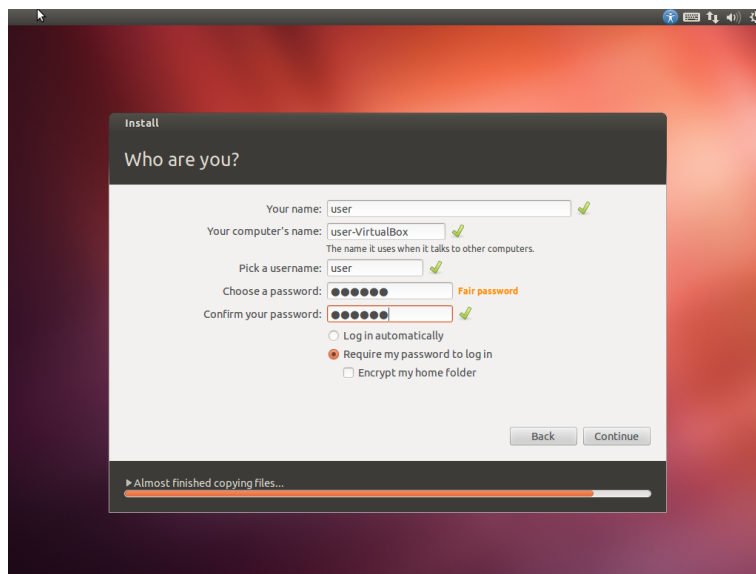 Install
Who are you?
Your name: user
Your computer's name: user-VirtualBox
The name it uses when it talks to other computers.
Pick a username: user
Choose a password: ●●●●●● Fair password
Confirm your password: ●●●●●●
Log in automatically
Require my password to log in
Encrypt my home folder
Back Continue
Almost finished copying files...